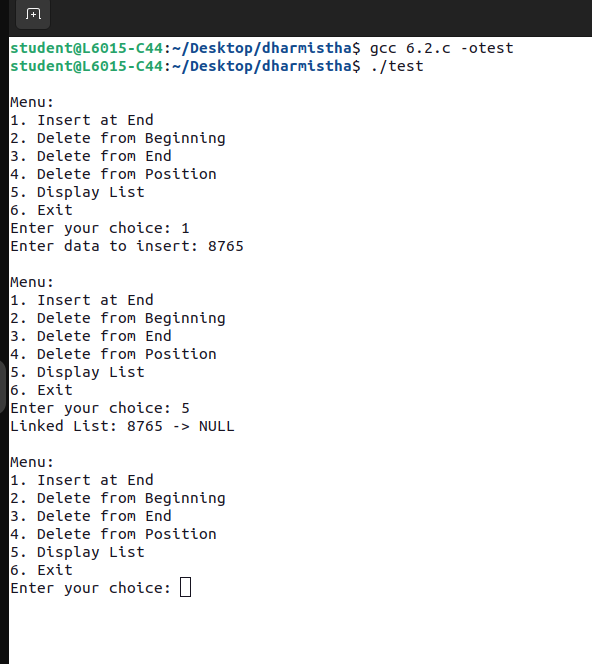 student@L6015-C44:~/Desktop/dharmistha$ gcc 6.2.c -otest
student@L6015-C44:~/Desktop/dharmistha$ ./test
Menu:
1. Insert at End
2. Delete from Beginning
3. Delete from End
4. Delete from Position
5. Display List
6. Exit
Enter your choice: 1
Enter data to insert: 8765
Menu:
1. Insert at End
2. Delete from Beginning
3. Delete from End
4. Delete from Position
5. Display List
6. Exit
Enter your choice: 5
Linked List: 8765 -> NULL
Menu:
1. Insert at End
2. Delete from Beginning
3. Delete from End
4. Delete from Position
5. Display List
6. Exit
Enter your choice: